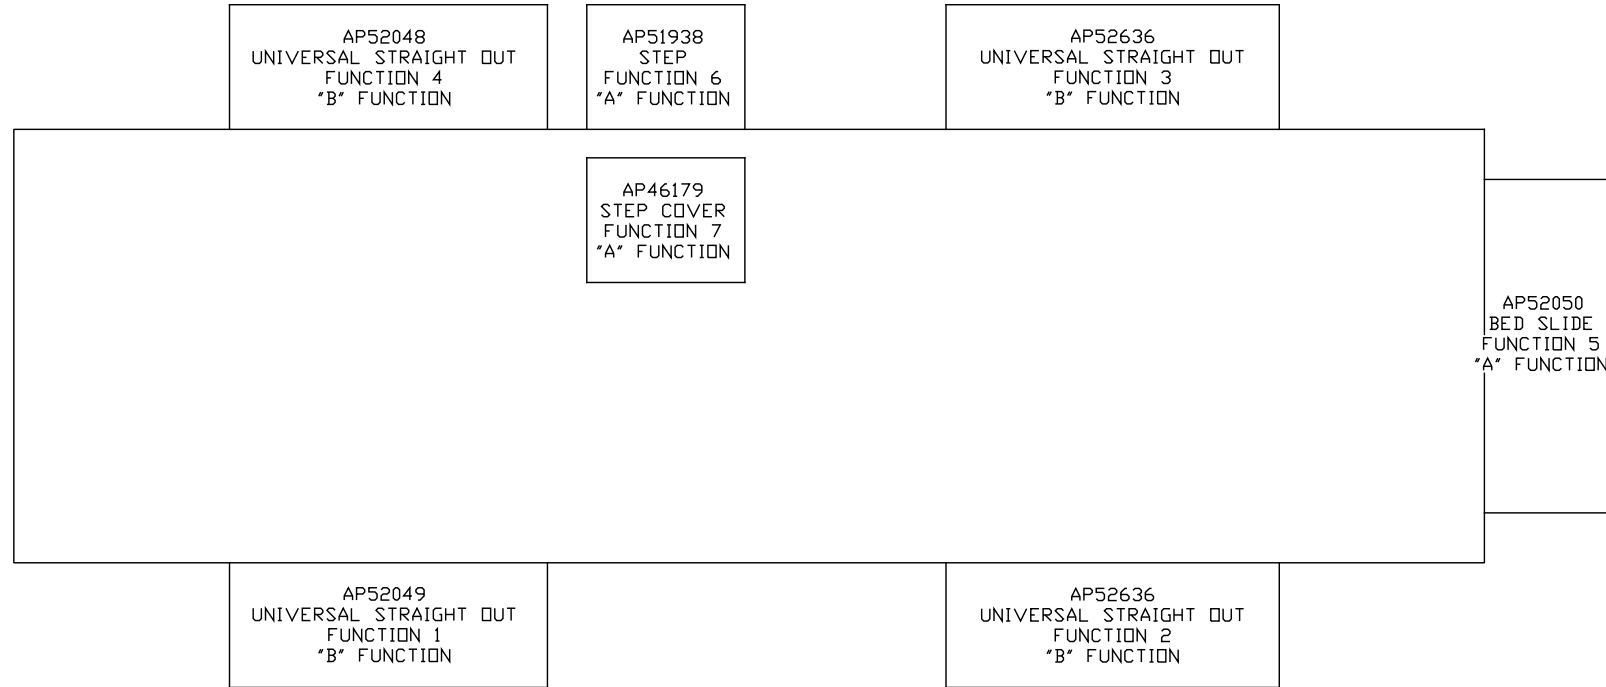 AP52048
UNIVERSAL STRAIGHT OUT
FUNCTION 4
"B" FUNCTION
AP51938
STEP
FUNCTION 6
"A" FUNCTION
AP52636
UNIVERSAL STRAIGHT OUT
FUNCTION 3
"B" FUNCTION
AP46179
STEP COVER
FUNCTION 7
"A" FUNCTION
AP52050
BED SLIDE
FUNCTION 5
"A" FUNCTION
AP52049
UNIVERSAL STRAIGHT OUT
FUNCTION 1
"B" FUNCTION
AP52636
UNIVERSAL STRAIGHT OUT
FUNCTION 2
"B" FUNCTION